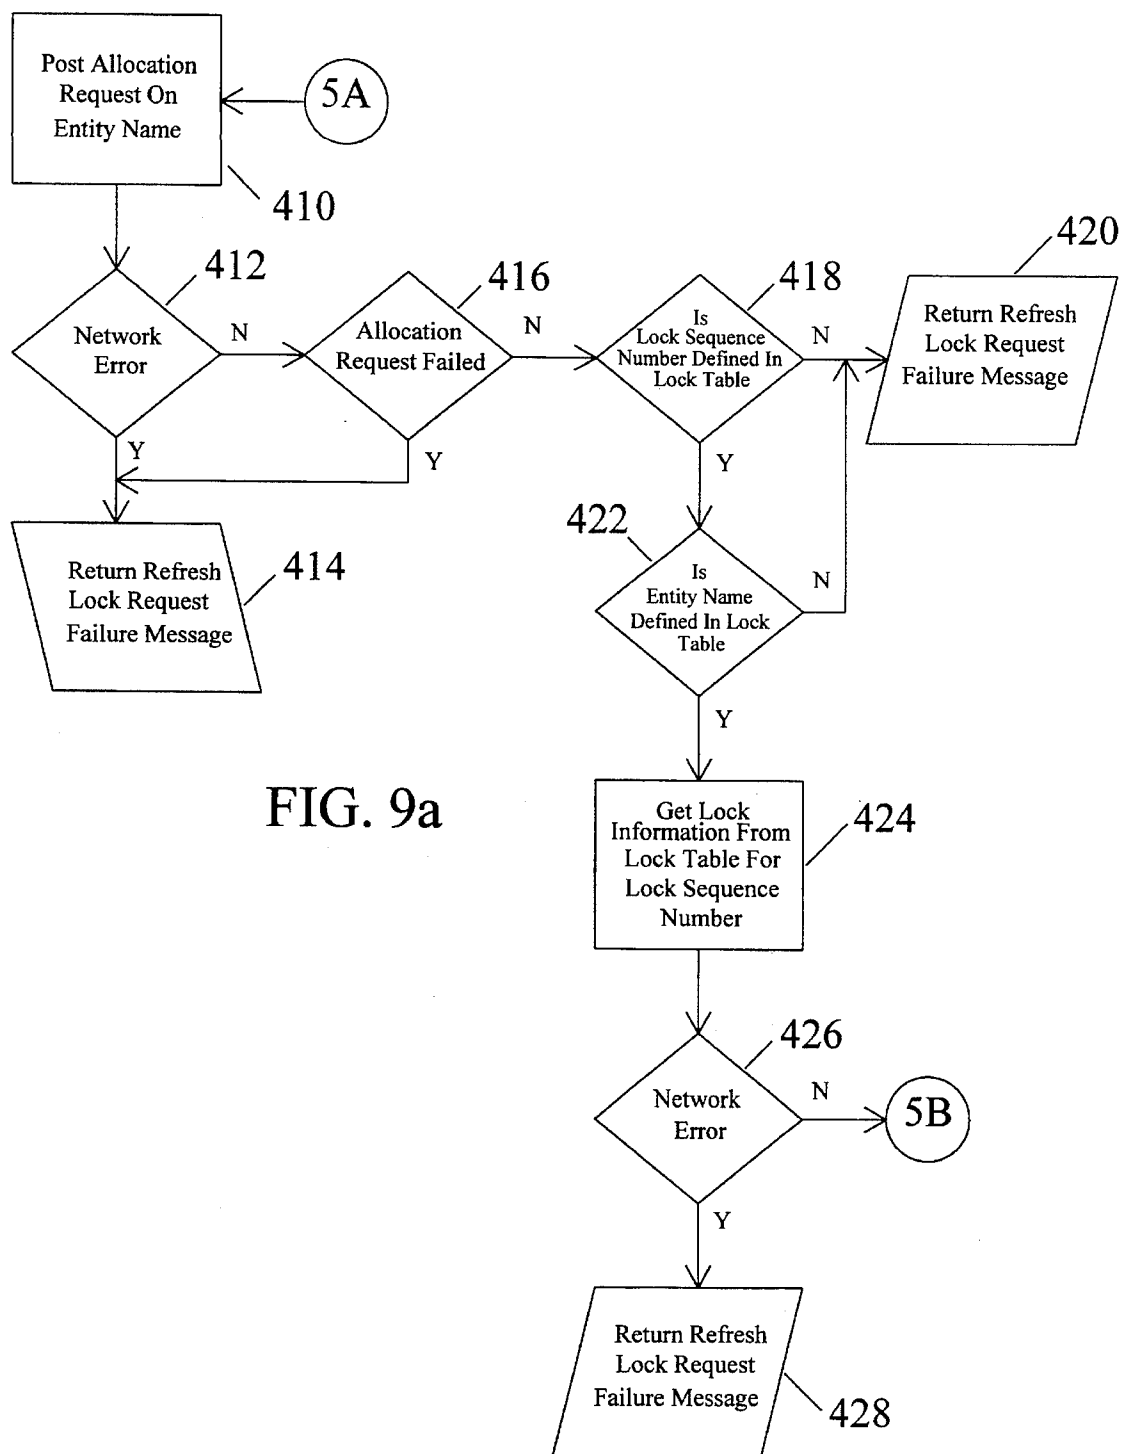 Post Allocation
Request On
Entity Name
5A
410
412
Network
Error
N
Y
416
Allocation
Request Failed
N
Y
418
Is
Lock Sequence
Number Defined In
Lock Table
N
Y
420
Return Refresh
Lock Request
Failure Message
414
Return Refresh
Lock Request
Failure Message
422
Is
Entity Name
Defined In Lock
Table
N
Y
FIG. 9a
424
Get Lock
Information From
Lock Table For
Lock Sequence
Number
426
Network
Error
N
5B
Y
Return Refresh
Lock Request
Failure Message
428